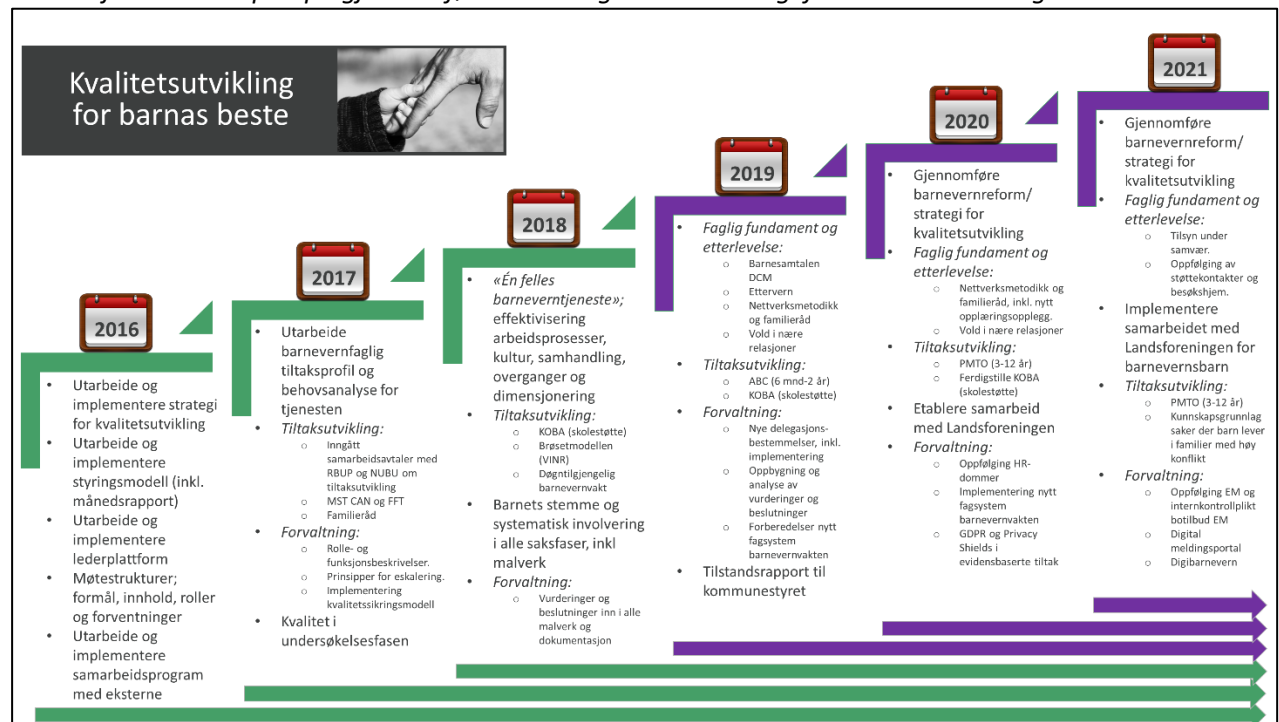 Kvalitetsutvikling
for barnas beste
2016
• Utarbeide og
implementere strategi
for kvalitetsutvikling
• Utarbeide og
implementere
styringsmodell (inkl.
månedsrapport)
• Utarbeide og
implementere
lederplattform
• Møtestrukturer;
formål, innhold, roller
og forventninger
• Utarbeide og
implementere
samarbeidsprogram
med eksterne
2017
• Utarbeide
barnevernfaglig
tiltaksprofil og
behovsanalyse for
tjenesten
• Tiltaksutvikling:
o Inngått
samarbeidsavtaler med
RBUP og NUBU om
tiltaksutvikling
o MST CAN og FFT
o Familieråd
• Forvaltning:
o Rolle- og
funksjonsbeskrivelser.
o Prinsipper for eskalering.
o Implementering
kvalitetssikringsmodell
• Kvalitet i
undersøkelsesfasen
2018
• «Én felles
barneverntjeneste»;
effektivisering
arbeidsprosesser,
kultur, samhandling,
overganger og
dimensjonering
• Tiltaksutvikling:
o KOBA (skolestøtte)
o Brøsetmodellen
(VINR)
o Døgntilgjengelig
barnevernvakt
• Barnets stemme og
systematisk involvering
i alle saksfaser, inkl
malverk
• Forvaltning:
o Vurderinger og
beslutninger inn i alle
malverk og
dokumentasjon
2019
• Faglig fundament og
etterlevelse:
o Barnesamtalen
DCM
o Ettervern
o Nettverksmetodikk
og familieråd
o Vold i nære
relasjoner
• Tiltaksutvikling:
o ABC (6 mnd-2 år)
o KOBA (skolestøtte)
• Forvaltning:
o Nye delegasjons-
bestemmelser, inkl.
implementering
o Oppbygning og
analyse av
vurderinger og
beslutninger
o Forberedelser nytt
fagsystem
barnevernvakten
• Tilstandsrapport til
kommunestyret
2020
• Gjennomføre
barnevernreform/
strategi for
kvalitetsutvikling
• Faglig fundament og
etterlevelse:
o Nettverksmetodikk og
familieråd, inkl. nytt
opplæringsopplegg.
o Vold i nære relasjoner
• Tiltaksutvikling:
o PMTO (3-12 år)
o Ferdigstille KOBA
(skolestøtte)
• Etablere samarbeid
med Landsforeningen
• Forvaltning:
o Oppfølging HR-
dommer
o Implementering nytt
fagsystem
barnevernvakten
o GDPR og Privacy
Shields i
evidensbaserte tiltak
2021
• Gjennomføre
barnevernreform/
strategi for
kvalitetsutvikling
• Faglig fundament og
etterlevelse:
o Tilsyn under
samvær.
o Oppfølging av
støttekontakter og
besøkshjem.
• Implementere
samarbeidet med
Landsforeningen for
barnevernsbarn
• Tiltaksutvikling:
o PMTO (3-12 år)
o Kunnskapsgrunnlag
saker der barn lever
i familier med høy
konflikt
• Forvaltning:
o Oppfølging EM og
internkontrollplikt
botilbud EM
o Digital
meldingsportal
o Digibarnevern